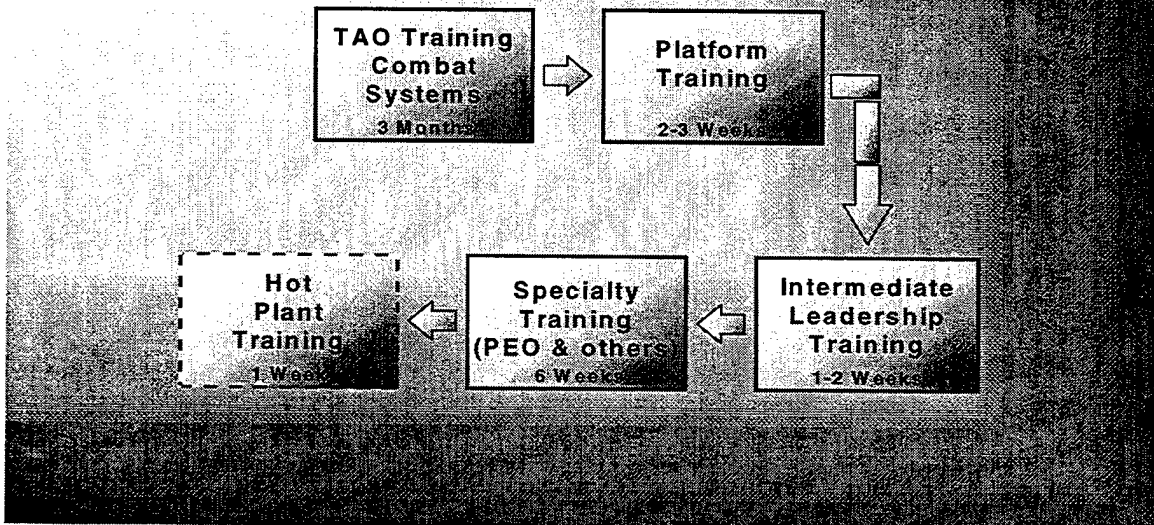 TAO Training
Combat
Systems
3 Months
Platform
Training
2-3 Weeks
Intermediate
Leadership
Training
1-2 Weeks
Specialty
Training
(PEO & others)
6 Weeks
Hot
Plant
Training
1 Week